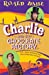 ROALD DAHL
Charlie
and the
CHOCOLATE
FACTORY